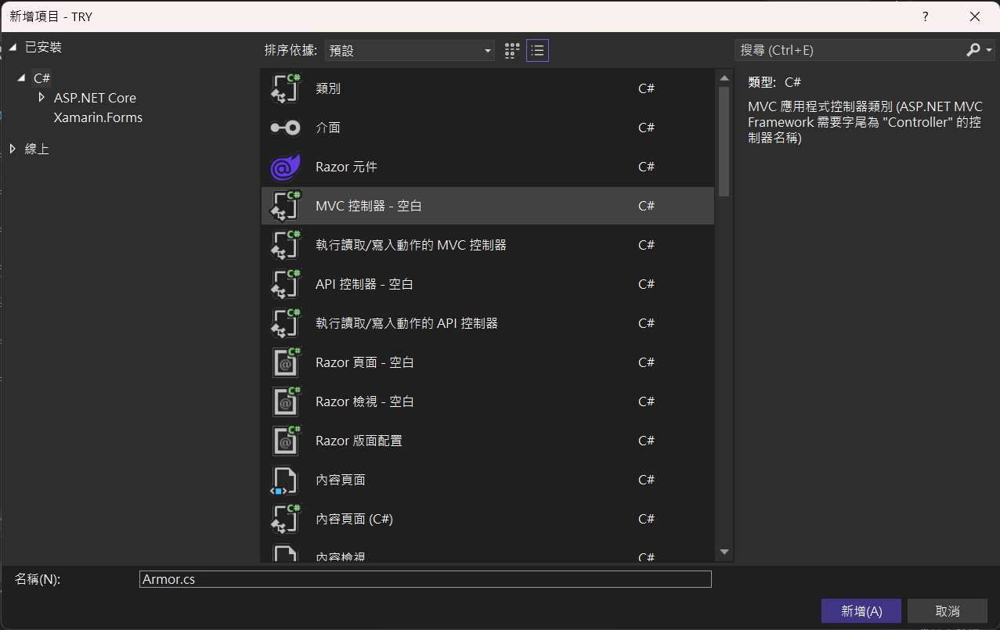 新增項目 - TRY
?
已安裝
C#
ASP.NET Core
Xamarin.Forms
線上
排序依據:
預設
類別 C#
介面 C#
Razor 元件 C#
MVC 控制器 - 空白 C#
執行讀取/寫入動作的 MVC 控制器 C#
API 控制器 - 空白 C#
執行讀取/寫入動作的 API 控制器 C#
Razor 頁面 - 空白 C#
Razor 檢視 - 空白 C#
Razor 版面配置 C#
內容頁面 C#
內容頁面 (C#) C#
內容檢視 C#
搜尋 (Ctrl+E)
類型: C#
MVC 應用程式控制器類別 (ASP.NET MVC
Framework 需要字尾為 "Controller" 的控
制器名稱)
名稱(N):
Armor.cs
新增(A)
取消